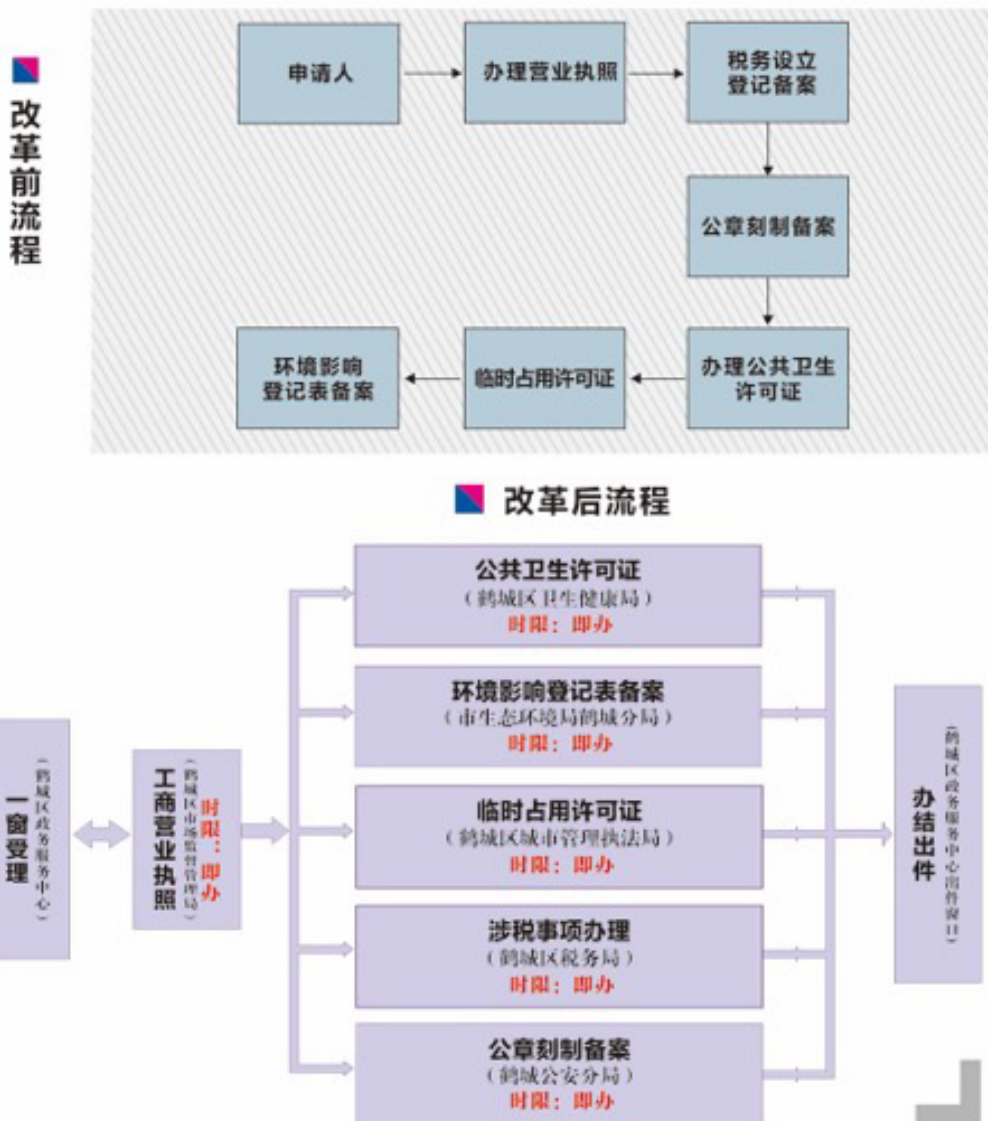 改革前流程
申请人
办理营业执照
税务设立
登记备案
公章刻制备案
办理公共卫生
许可证
临时占用许可证
环境影响
登记表备案
改革后流程
一窗受理
（鹤城区政务服务中心）
工商营业执照
（鹤城区市场监督管理局）
时限：即办
公共卫生许可证
（鹤城区卫生健康局）
时限：即办
环境影响登记表备案
（市生态环境局鹤城分局）
时限：即办
临时占用许可证
（鹤城区城市管理执法局）
时限：即办
涉税事项办理
（鹤城区税务局）
时限：即办
公章刻制备案
（鹤城公安分局）
时限：即办
办结出件
（鹤城区政务服务中心出件窗口）